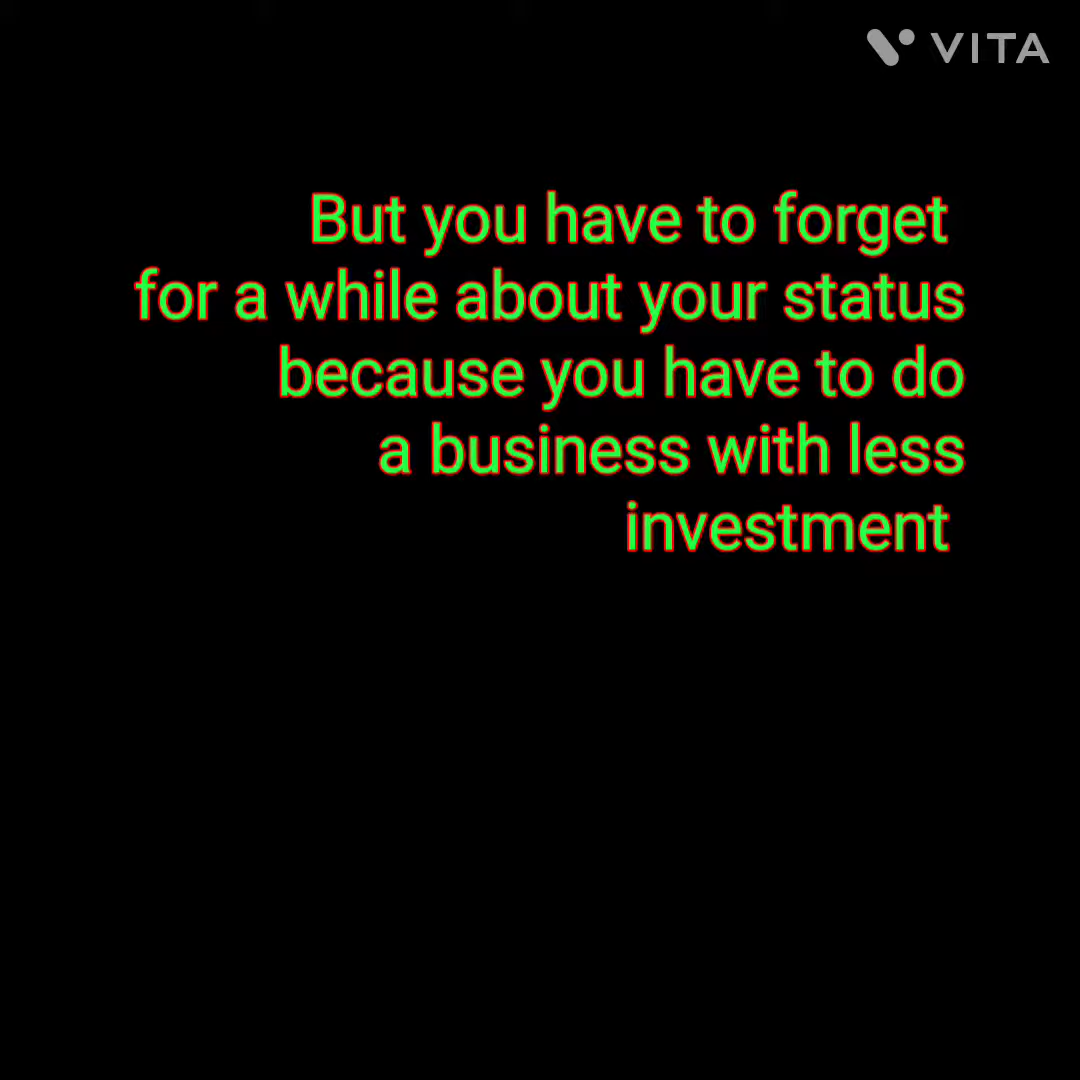 VITA
But you have to forget
for a while about your status
because you have to do
a business with less
investment